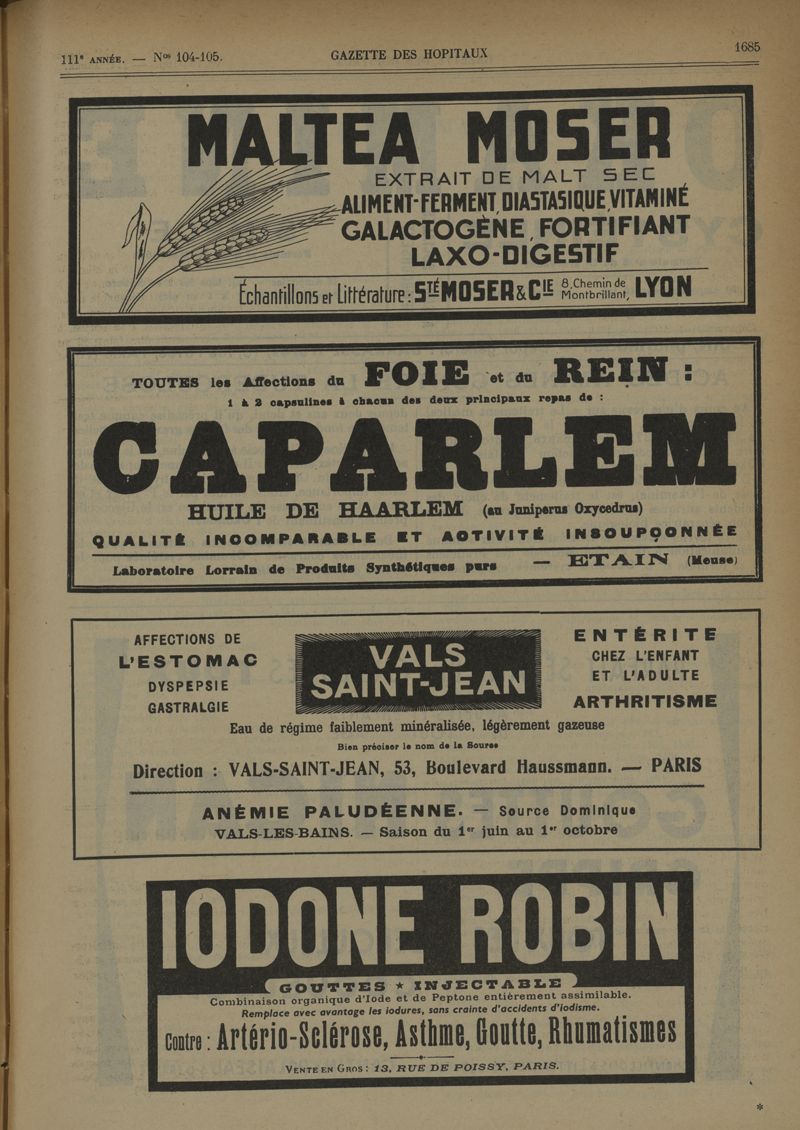 111e ANNÉE. — Nos 104-105.
GAZETTE DES HOPITAUX
1685
MALTEA MOSER
EXTRAIT DE MALT SEC
ALIMENT-FERMENT, DIASTASIQUE, VITAMINÉ
GALACTOGÈNE, FORTIFIANT
LAXO-DIGESTIF
Échantillons et Littérature : STÉ MOSER & CIE 8, Chemin de Montbrillant, LYON
TOUTES les Affections du FOIE et du REIN :
1 à 2 capsulines à chacun des deux principaux repas de :
CAPARLEM
HUILE DE HAARLEM (au Juniperus Oxycedrus)
QUALITÉ INCOMPARABLE ET ACTIVITÉ INSOUPÇONNÉE
Laboratoire Lorrain de Produits Synthétiques purs — ETAIN (Meuse)
AFFECTIONS DE
L'ESTOMAC
DYSPEPSIE
GASTRALGIE
VALS
SAINT-JEAN
ENTÉRITE
CHEZ L'ENFANT
ET L'ADULTE
ARTHRITISME
Eau de régime faiblement minéralisée, légèrement gazeuse
Bien préciser le nom de la Source
Direction : VALS-SAINT-JEAN, 53, Boulevard Haussmann. — PARIS
ANÉMIE PALUDÉENNE. — Source Dominique
VALS-LES-BAINS. — Saison du 1er juin au 1er octobre
IODONE ROBIN
GOUTTES ★ INJECTABLE
Combinaison organique d'Iode et de Peptone entièrement assimilable.
Remplace avec avantage les iodures, sans crainte d'accidents d'iodisme.
Contre : Artério-Sclérose, Asthme, Goutte, Rhumatismes
VENTE EN GROS : 13, RUE DE POISSY, PARIS.
*